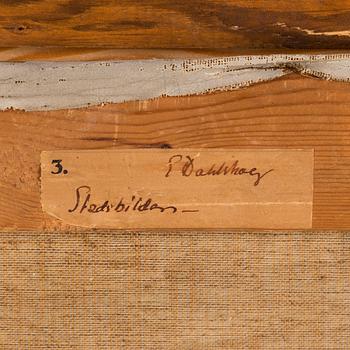 3. E Dahlskog
Stadsbilden